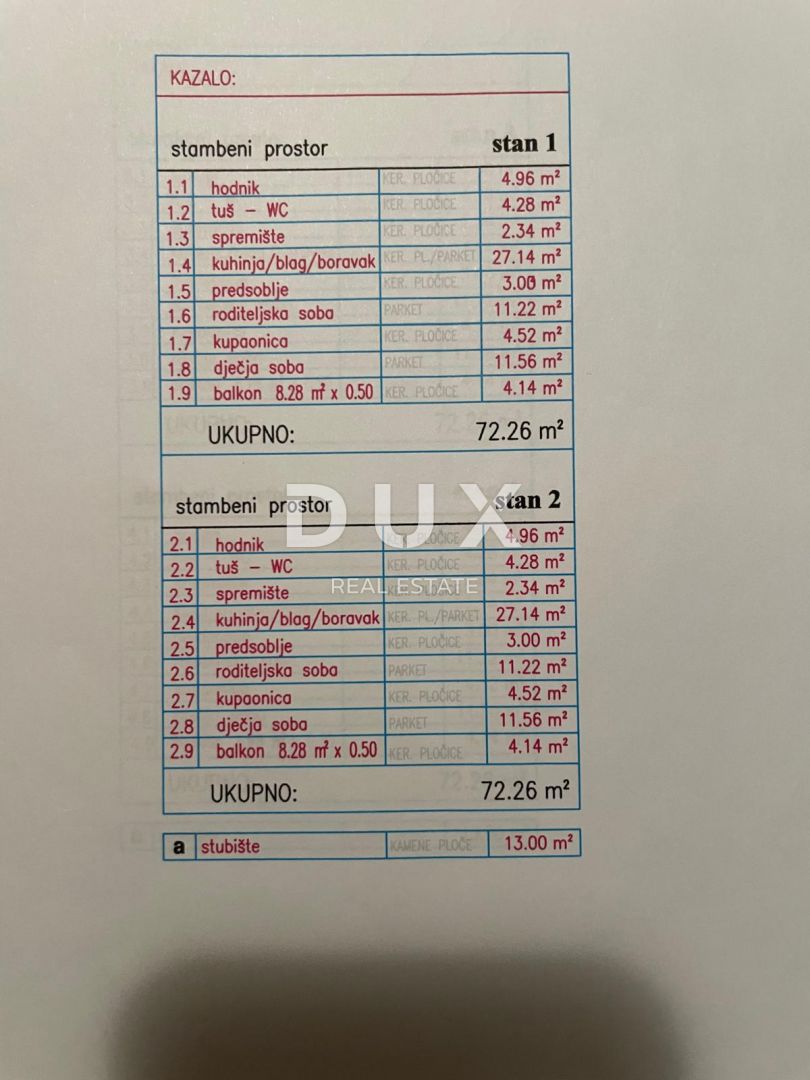 KAZALO:
stambeni prostor stan 1
1.1 hodnik KER. PLOČICE 4.96 m²
1.2 tuš – WC KER. PLOČICE 4.28 m²
1.3 spremište KER. PLOČICE 2.34 m²
1.4 kuhinja/blag/boravak KER. PL./PARKET 27.14 m²
1.5 predsoblje KER. PLOČICE 3.00 m²
1.6 roditeljska soba PARKET 11.22 m²
1.7 kupaonica KER. PLOČICE 4.52 m²
1.8 dječja soba PARKET 11.56 m²
1.9 balkon 8.28 m² x 0.50 KER. PLOČICE 4.14 m²
UKUPNO: 72.26 m²
DUX
REAL ESTATE
stambeni prostor stan 2
2.1 hodnik KER. PLOČICE 4.96 m²
2.2 tuš – WC KER. PLOČICE 4.28 m²
2.3 spremište 2.34 m²
2.4 kuhinja/blag/boravak KER. PL./PARKET 27.14 m²
2.5 predsoblje KER. PLOČICE 3.00 m²
2.6 roditeljska soba PARKET 11.22 m²
2.7 kupaonica KER. PLOČICE 4.52 m²
2.8 dječja soba PARKET 11.56 m²
2.9 balkon 8.28 m² x 0.50 KER. PLOČICE 4.14 m²
UKUPNO: 72.26 m²
a stubište KAMENE PLOČE 13.00 m²